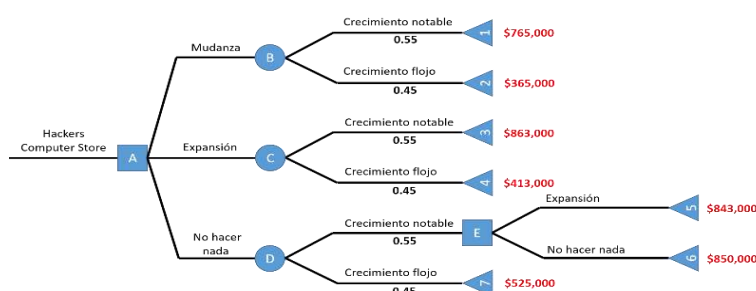 Hackers
Computer Store
A
Mudanza
B
Crecimiento notable
0.55
1
$765,000
Crecimiento flojo
0.45
2
$365,000
Expansión
C
Crecimiento notable
0.55
3
$863,000
Crecimiento flojo
0.45
4
$413,000
No hacer
nada
D
Crecimiento notable
0.55
E
Expansión
5
$843,000
No hacer nada
6
$850,000
Crecimiento flojo
0.45
7
$525,000